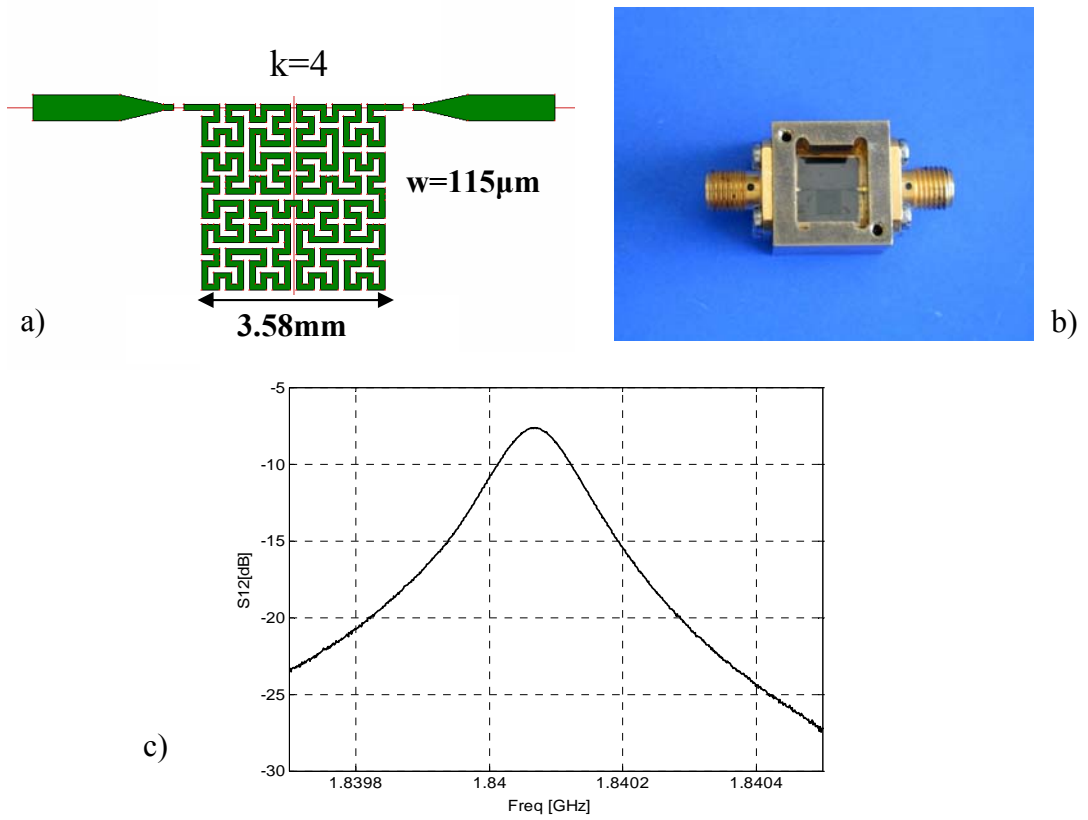 k=4
w=115µm
3.58mm
a)
b)
-5
-10
-15
-20
-25
-30
S12[dB]
1.8398
1.84
1.8402
1.8404
Freq [GHz]
c)